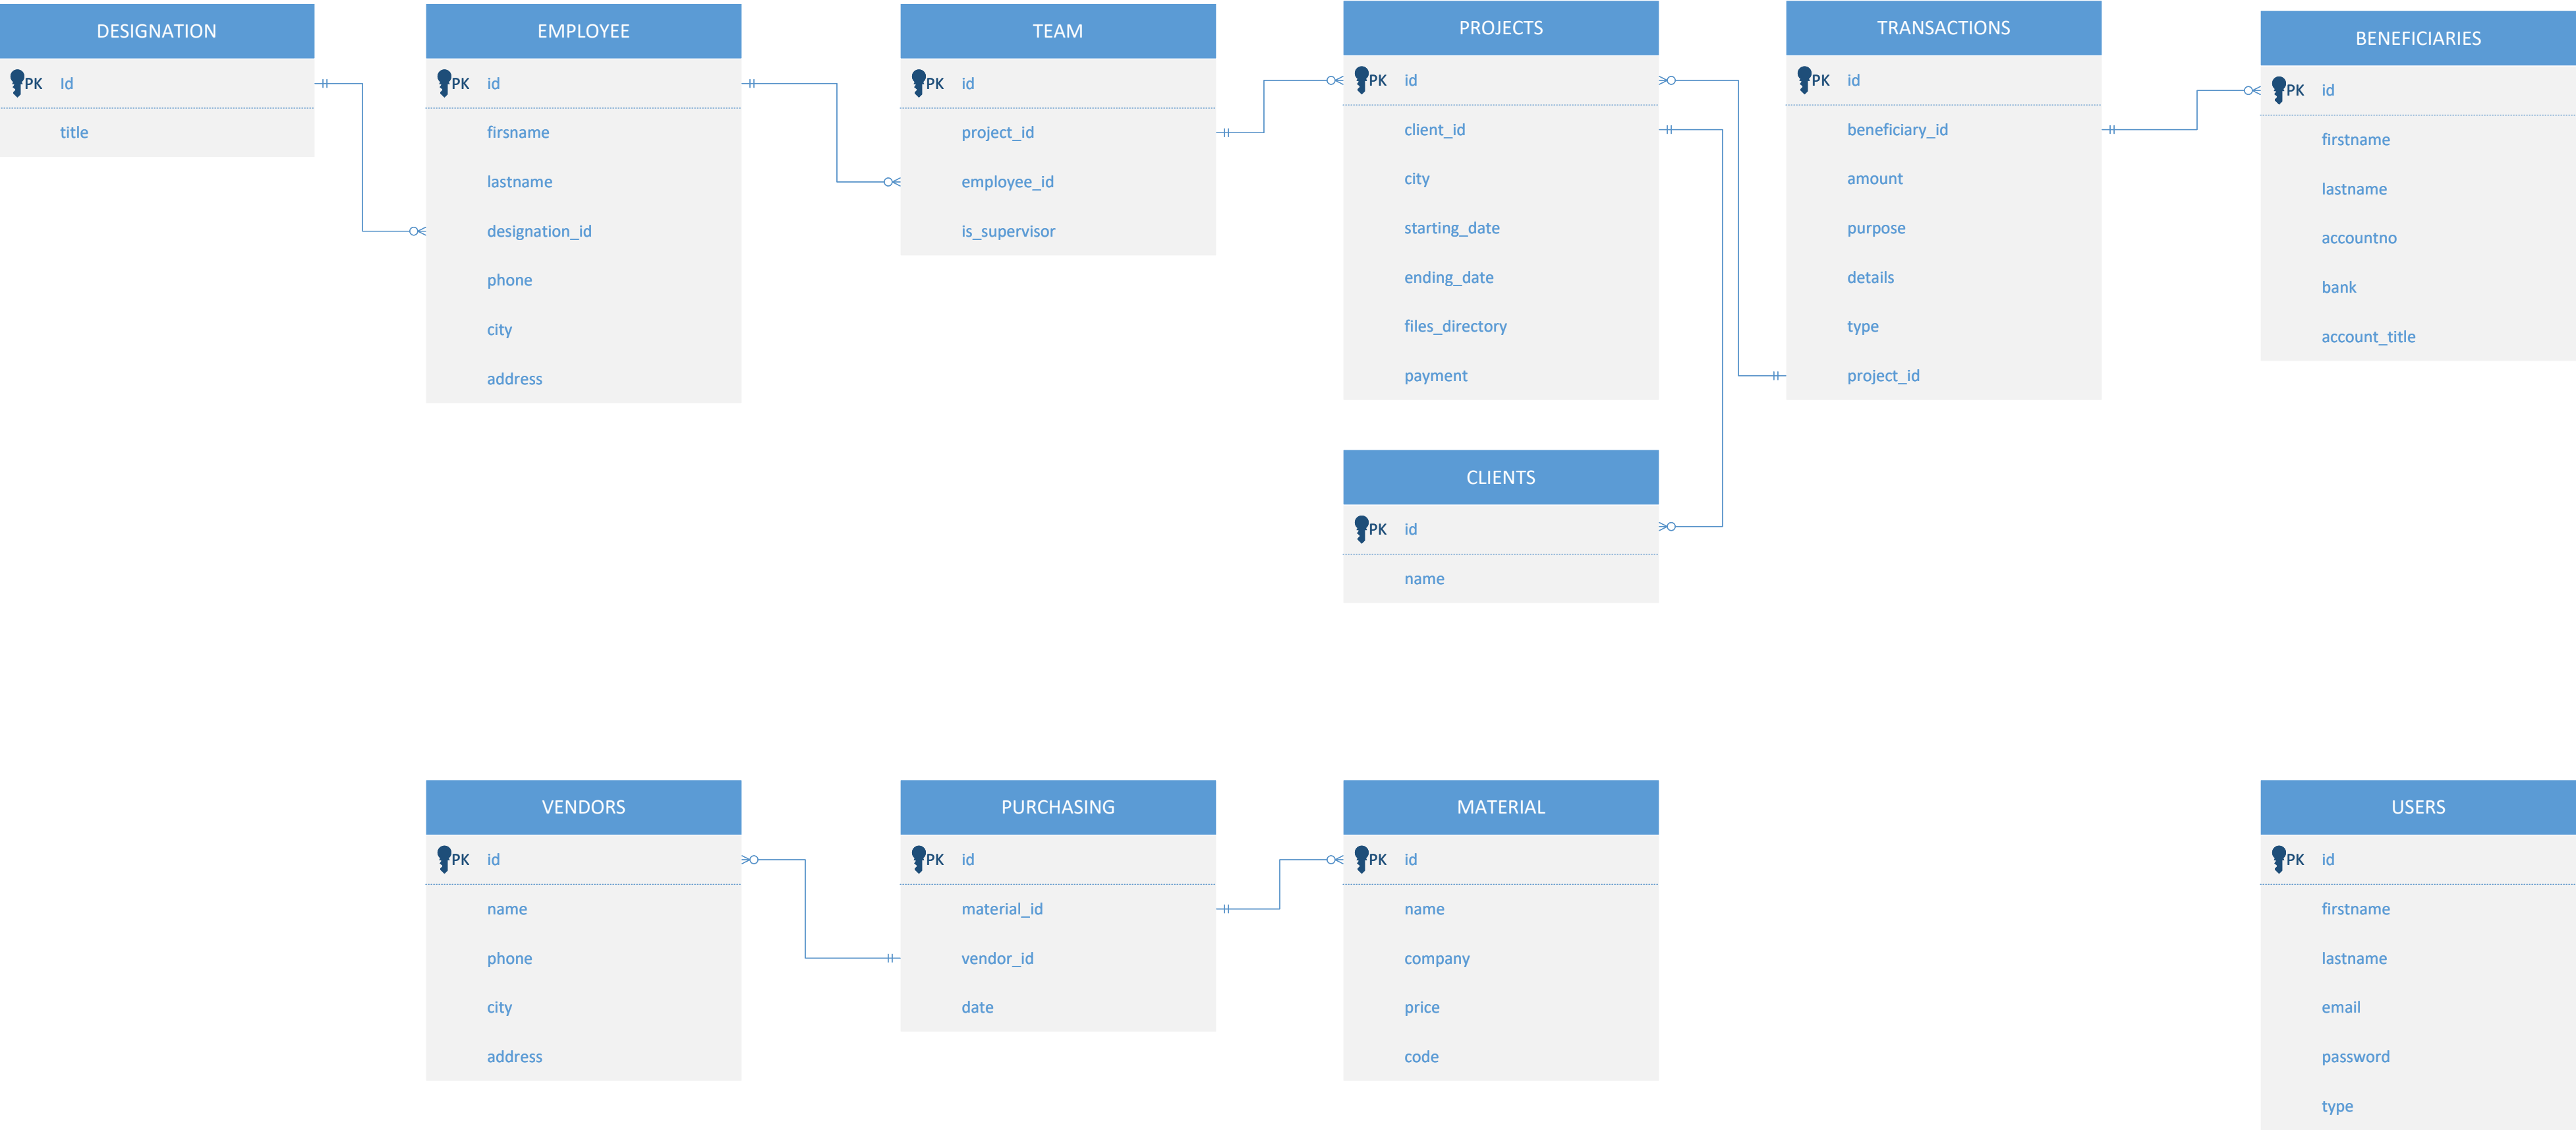 DESIGNATION
PK Id
title
EMPLOYEE
PK id
firsname
lastname
designation_id
phone
city
address
TEAM
PK id
project_id
employee_id
is_supervisor
PROJECTS
PK id
client_id
city
starting_date
ending_date
files_directory
payment
TRANSACTIONS
PK id
beneficiary_id
amount
purpose
details
type
project_id
BENEFICIARIES
PK id
firstname
lastname
accountno
bank
account_title
CLIENTS
PK id
name
VENDORS
PK id
name
phone
city
address
PURCHASING
PK id
material_id
vendor_id
date
MATERIAL
PK id
name
company
price
code
USERS
PK id
firstname
lastname
email
password
type